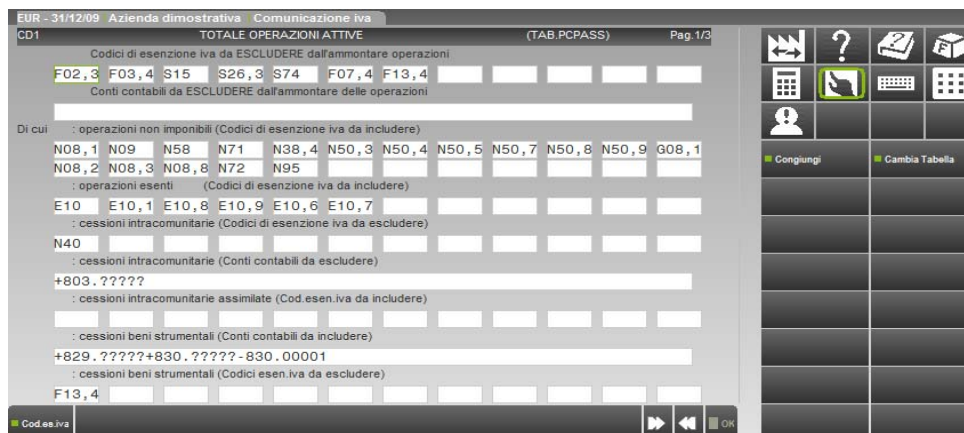 EUR - 31/12/09 Azienda dimostrativa Comunicazione iva
CD1 TOTALE OPERAZIONI ATTIVE (TAB.PCPASS) Pag.1/3
Codici di esenzione iva da ESCLUDERE dall'ammontare operazioni
F02,3 F03,4 S15 S26,3 S74 F07,4 F13,4
Conti contabili da ESCLUDERE dall'ammontare delle operazioni
Di cui : operazioni non imponibili (Codici di esenzione iva da includere)
N08,1 N09 N58 N71 N38,4 N50,3 N50,4 N50,5 N50,7 N50,8 N50,9 G08,1
N08,2 N08,3 N08,8 N72 N95
: operazioni esenti (Codici di esenzione iva da includere)
E10 E10,1 E10,8 E10,9 E10,6 E10,7
: cessioni intracomunitarie (Codici di esenzione iva da escludere)
N40
: cessioni intracomunitarie (Conti contabili da escludere)
+803.?????
: cessioni intracomunitarie assimilate (Cod.esen.iva da includere)
: cessioni beni strumentali (Conti contabili da includere)
+829.?????+830.?????-830.00001
: cessioni beni strumentali (Codici esen.iva da escludere)
F13,4
Cod.es.iva OK
Congiungi Cambia Tabella